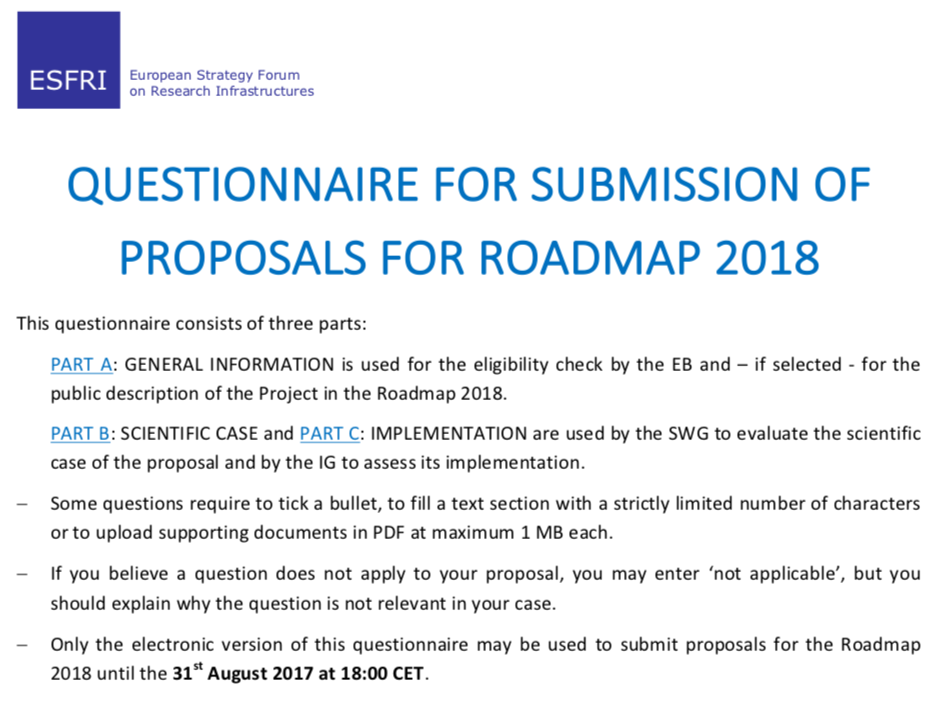 ESFRI
European Strategy Forum
on Research Infrastructures
QUESTIONNAIRE FOR SUBMISSION OF
PROPOSALS FOR ROADMAP 2018
This questionnaire consists of three parts:
PART A: GENERAL INFORMATION is used for the eligibility check by the EB and – if selected - for the
public description of the Project in the Roadmap 2018.
PART B: SCIENTIFIC CASE and PART C: IMPLEMENTATION are used by the SWG to evaluate the scientific
case of the proposal and by the IG to assess its implementation.
– Some questions require to tick a bullet, to fill a text section with a strictly limited number of characters
or to upload supporting documents in PDF at maximum 1 MB each.
– If you believe a question does not apply to your proposal, you may enter ‘not applicable’, but you
should explain why the question is not relevant in your case.
– Only the electronic version of this questionnaire may be used to submit proposals for the Roadmap
2018 until the 31st August 2017 at 18:00 CET.